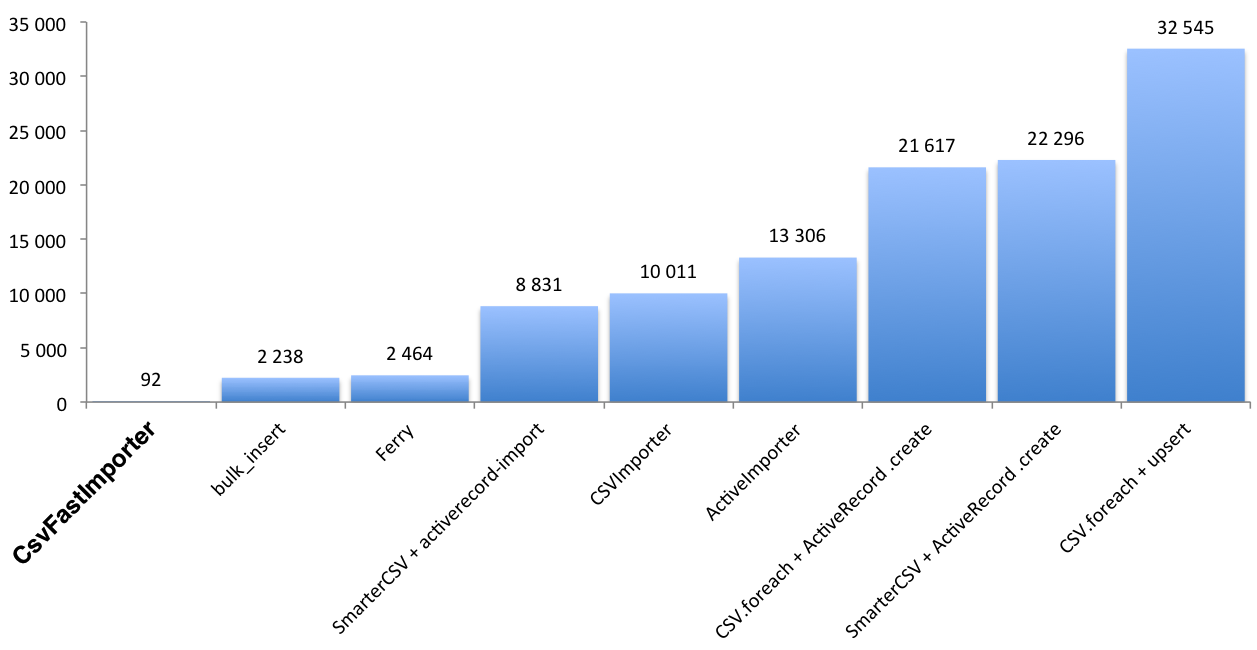 35 000
30 000
25 000
20 000
15 000
10 000
5 000
0
92
2 238
2 464
8 831
10 011
13 306
21 617
22 296
32 545
CsvFastImporter
bulk_insert
Ferry
SmarterCSV + activerecord-import
CSVImporter
ActiveImporter
CSV.foreach + ActiveRecord .create
SmarterCSV + ActiveRecord .create
CSV.foreach + upsert